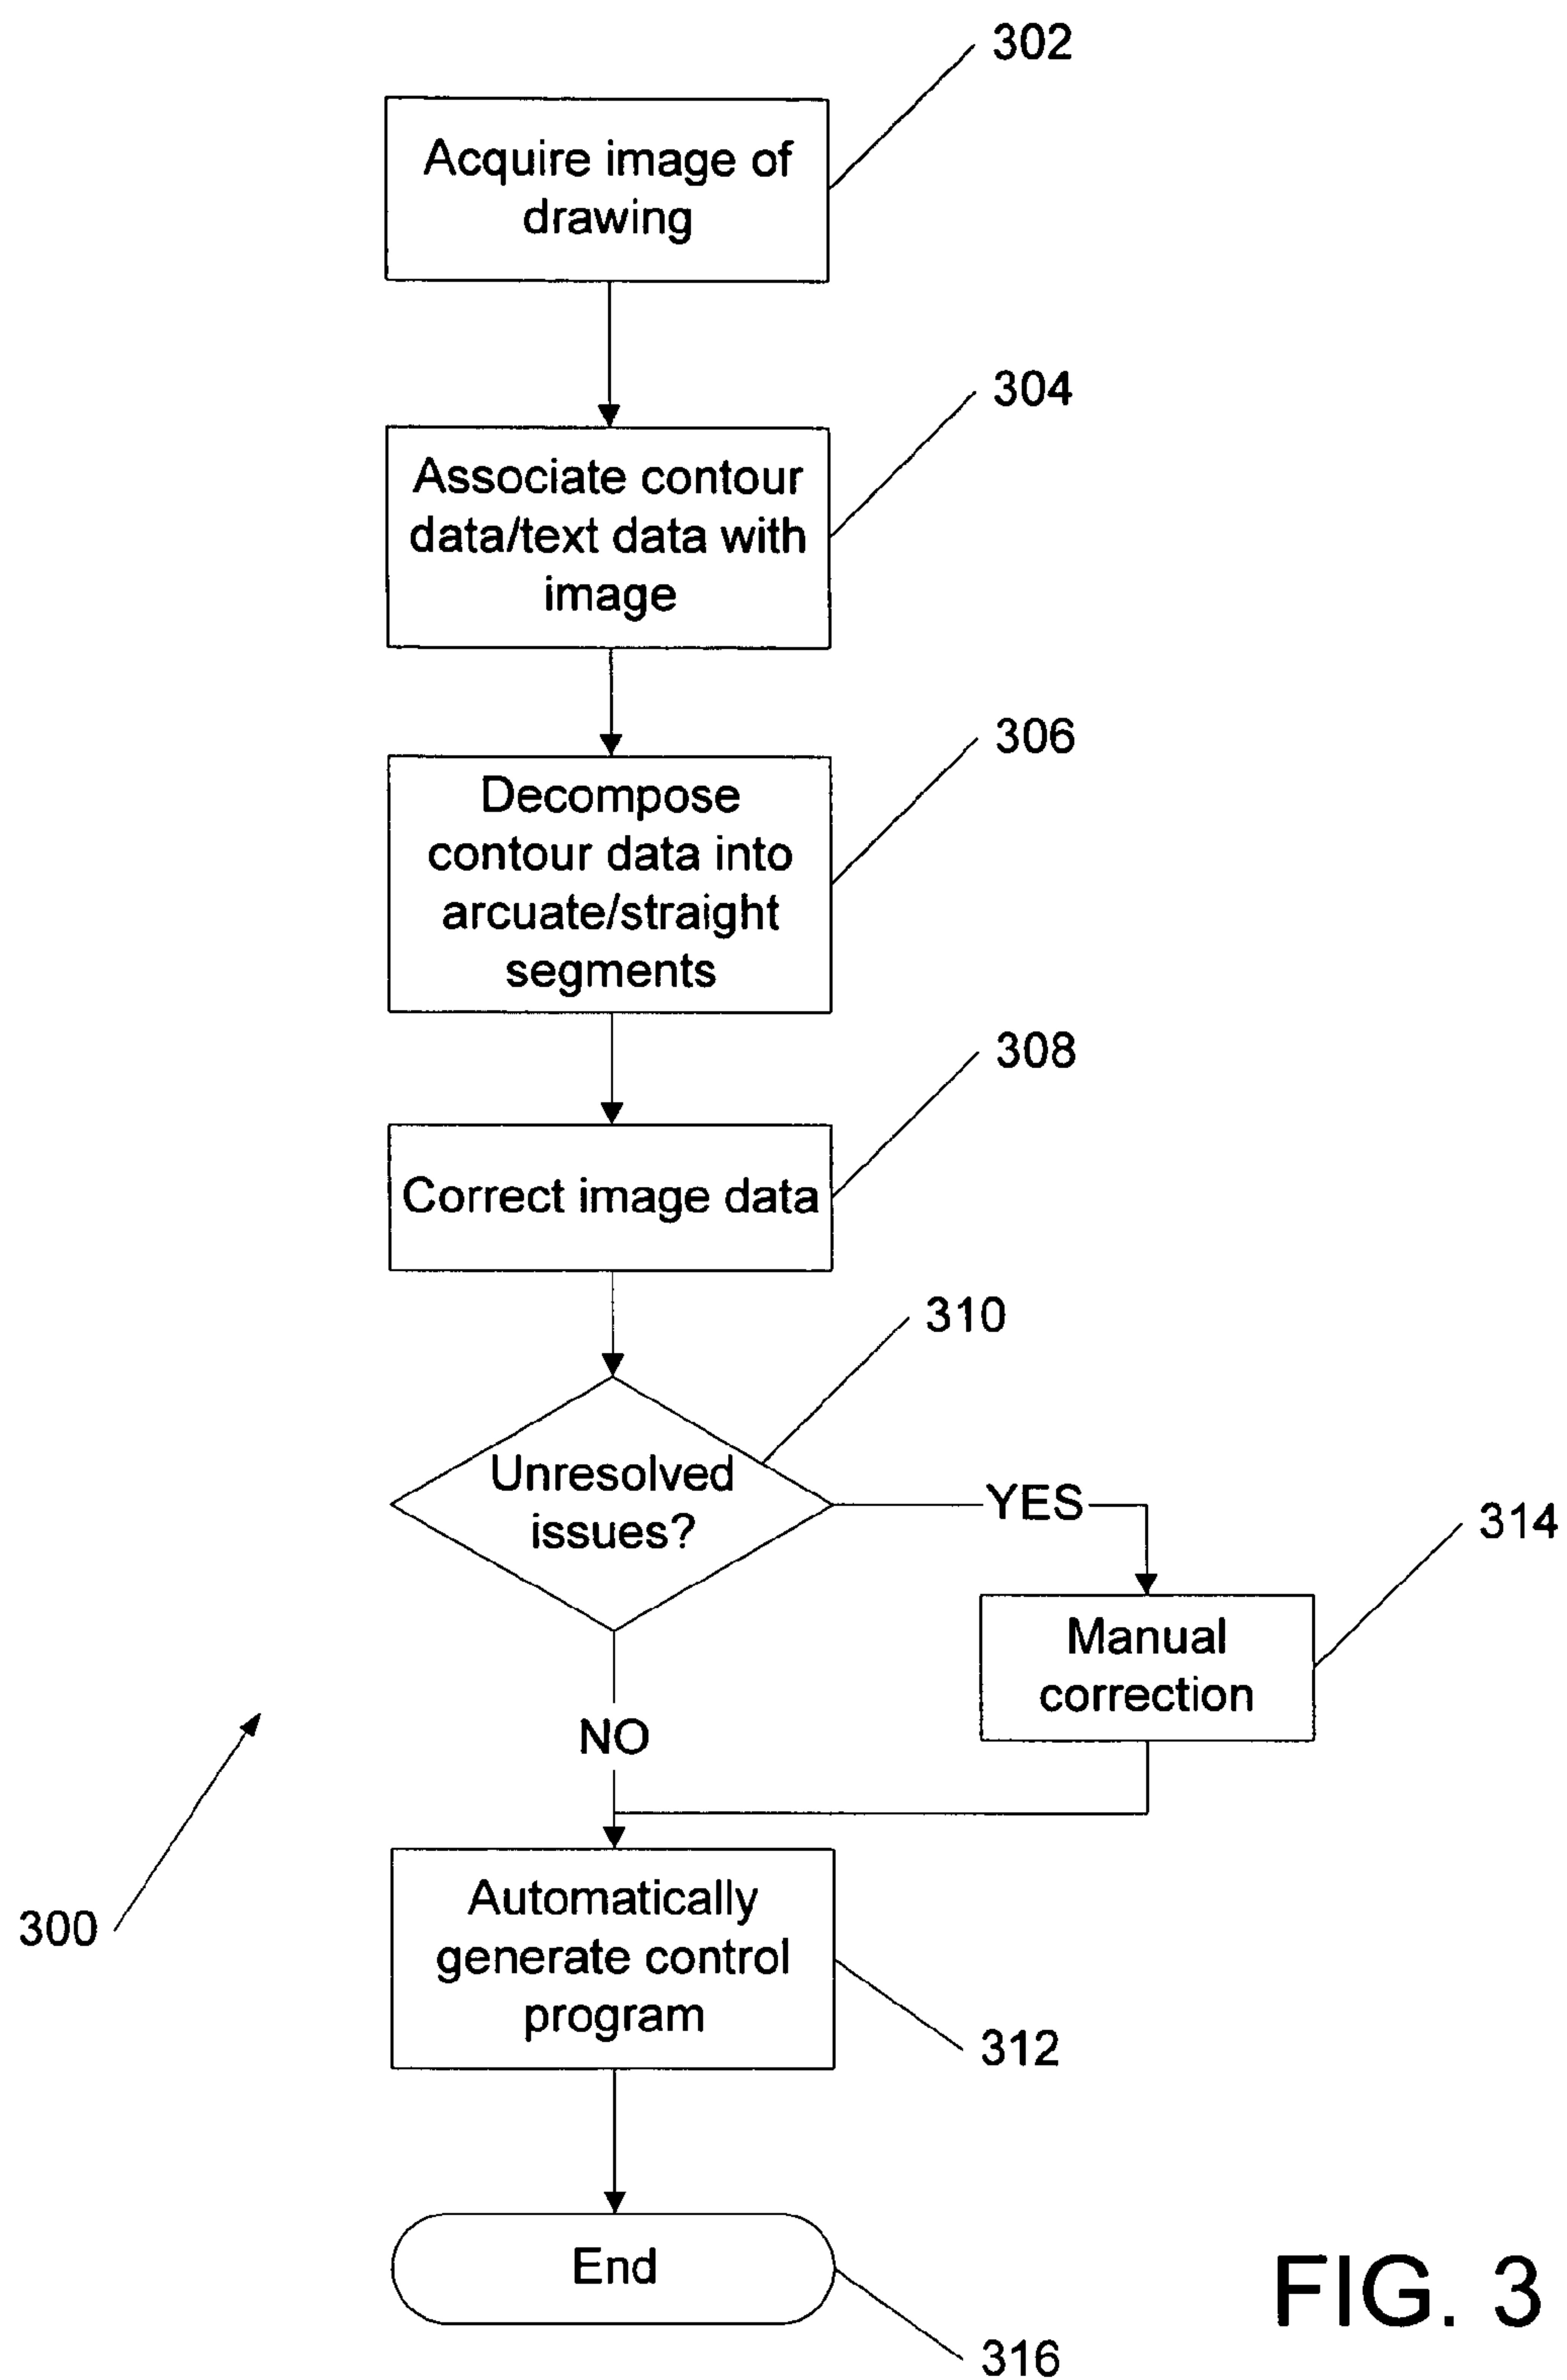 302
Acquire image of
drawing
304
Associate contour
data/text data with
image
306
Decompose
contour data into
arcuate/straight
segments
308
Correct image data
310
Unresolved
issues?
YES
314
Manual
correction
NO
300
Automatically
generate control
program
312
End
316
FIG. 3